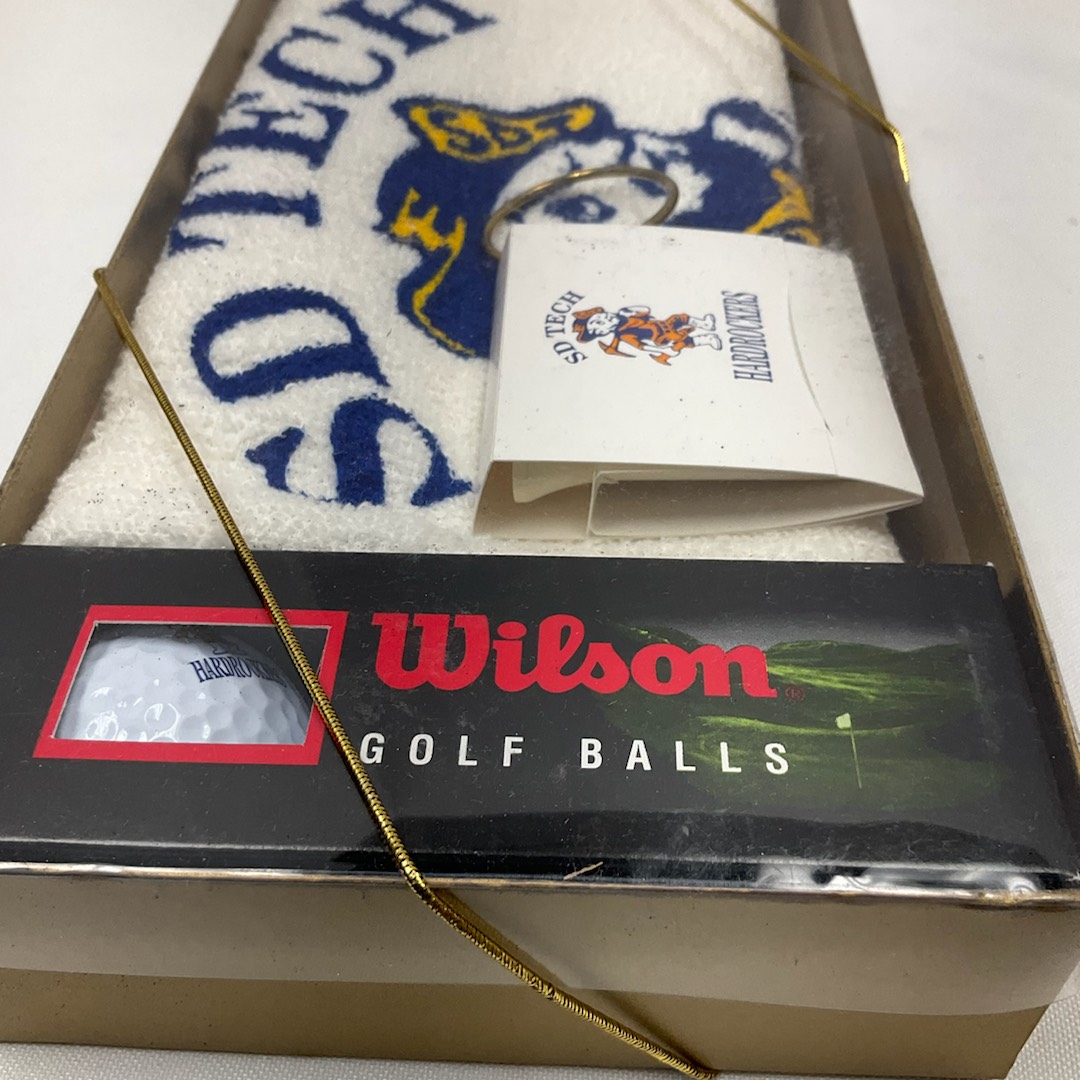 SD TECH
SD TECH
HARDROCKERS
Wilson®
GOLF BALLS